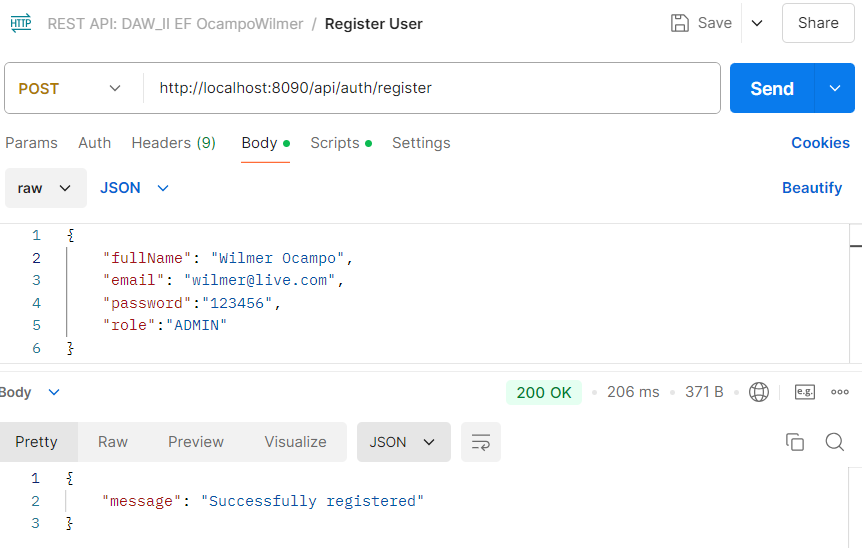 HTTP REST API: DAW_II EF OcampoWilmer / Register User Save Share
POST http://localhost:8090/api/auth/register Send
Params Auth Headers (9) Body Scripts Settings Cookies
raw JSON Beautify
1 {
2 "fullName": "Wilmer Ocampo",
3 "email": "wilmer@live.com",
4 "password":"123456",
5 "role":"ADMIN"
6 }
Body 200 OK 206 ms 371 B e.g.
Pretty Raw Preview Visualize JSON
1 {
2 "message": "Successfully registered"
3 }